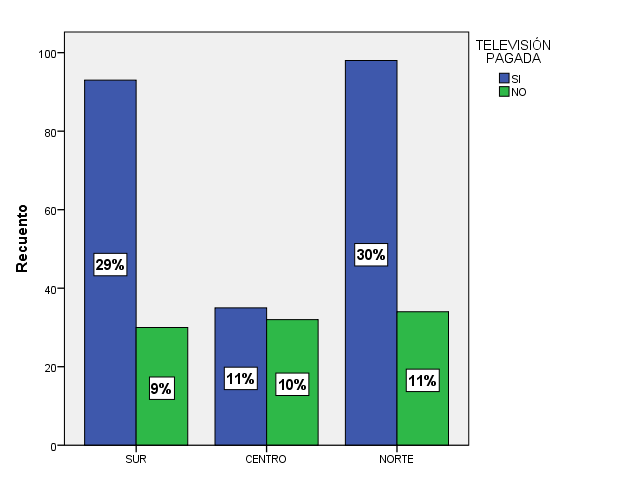 TELEVISIÓN
PAGADA
SI
NO
Recuento
100
80
60
40
20
0
29%
9%
11%
10%
30%
11%
SUR
CENTRO
NORTE